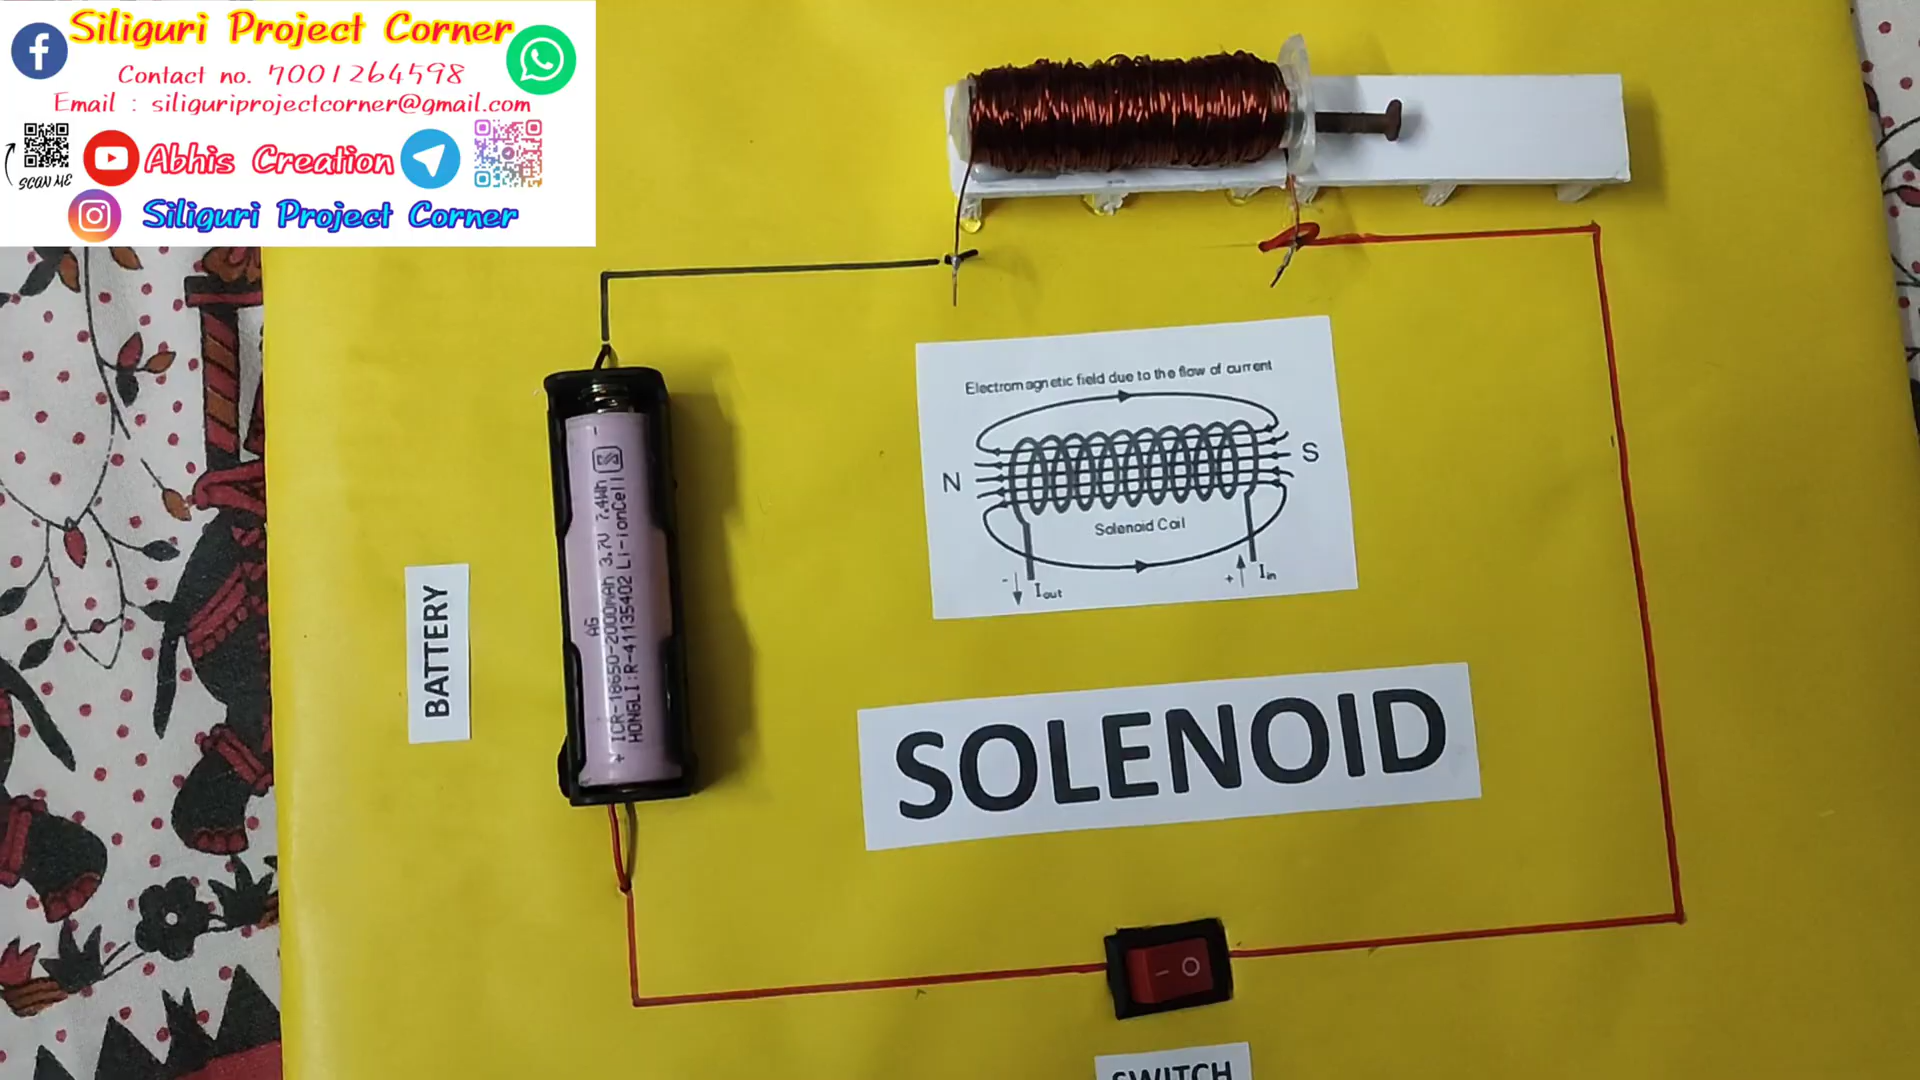 Siliguri Project Corner
Contact no. 7001264598
Email : siliguriprojectcorner@gmail.com
SCAN ME
Abhis Creation
Siliguri Project Corner
Electromagnetic field due to the flow of current
N
S
Solenoid Coil
- Iout
+ Iin
BATTERY
-
AG
+ ICR-18650-2000mAh 3.7V 7.4Wh
HONGLI:R-41135402 Li-ionCell
SOLENOID
I O
SWITCH